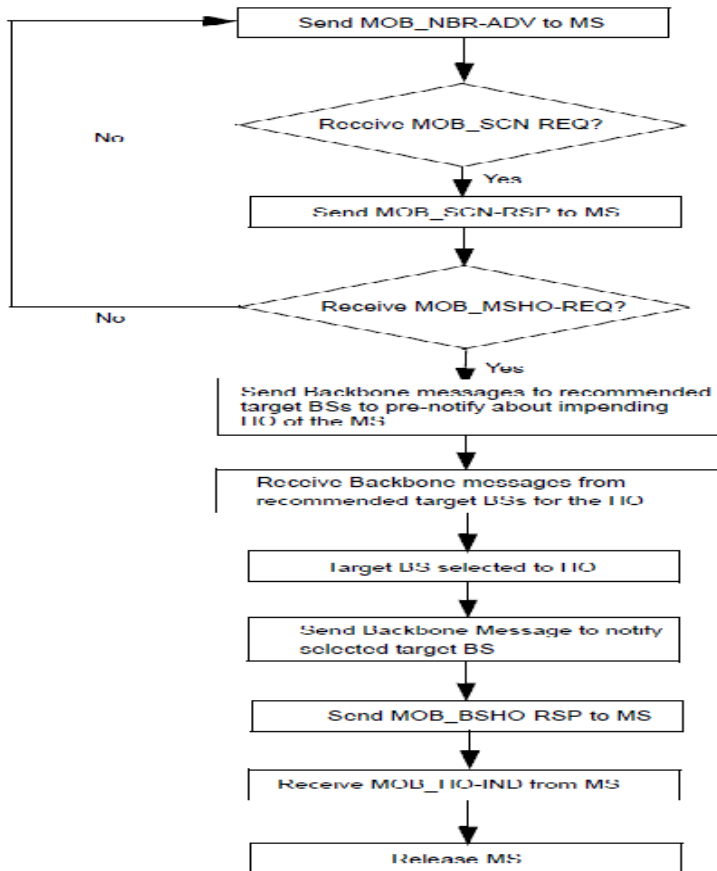 Send MOB_NBR-ADV to MS
Receive MOB_SCN REQ?
No
Yes
Send MOB_SCN-RSP to MS
Receive MOB_MSHO-REQ?
No
Yes
Send Backbone messages to recommended
target BSs to pre-notify about impending
HO of the MS
Receive Backbone messages from
recommended target BSs for the HO
Target BS selected to HO
Send Backbone Message to notify
selected target BS
Send MOB_BSHO RSP to MS
Receive MOB_HO-IND from MS
Release MS